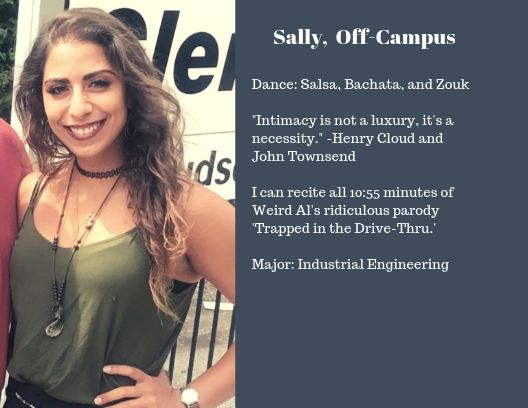 Glen
udso
Sally, Off-Campus
Dance: Salsa, Bachata, and Zouk
"Intimacy is not a luxury, it's a
necessity." -Henry Cloud and
John Townsend
I can recite all 10:55 minutes of
Weird Al's ridiculous parody
'Trapped in the Drive-Thru.'
Major: Industrial Engineering